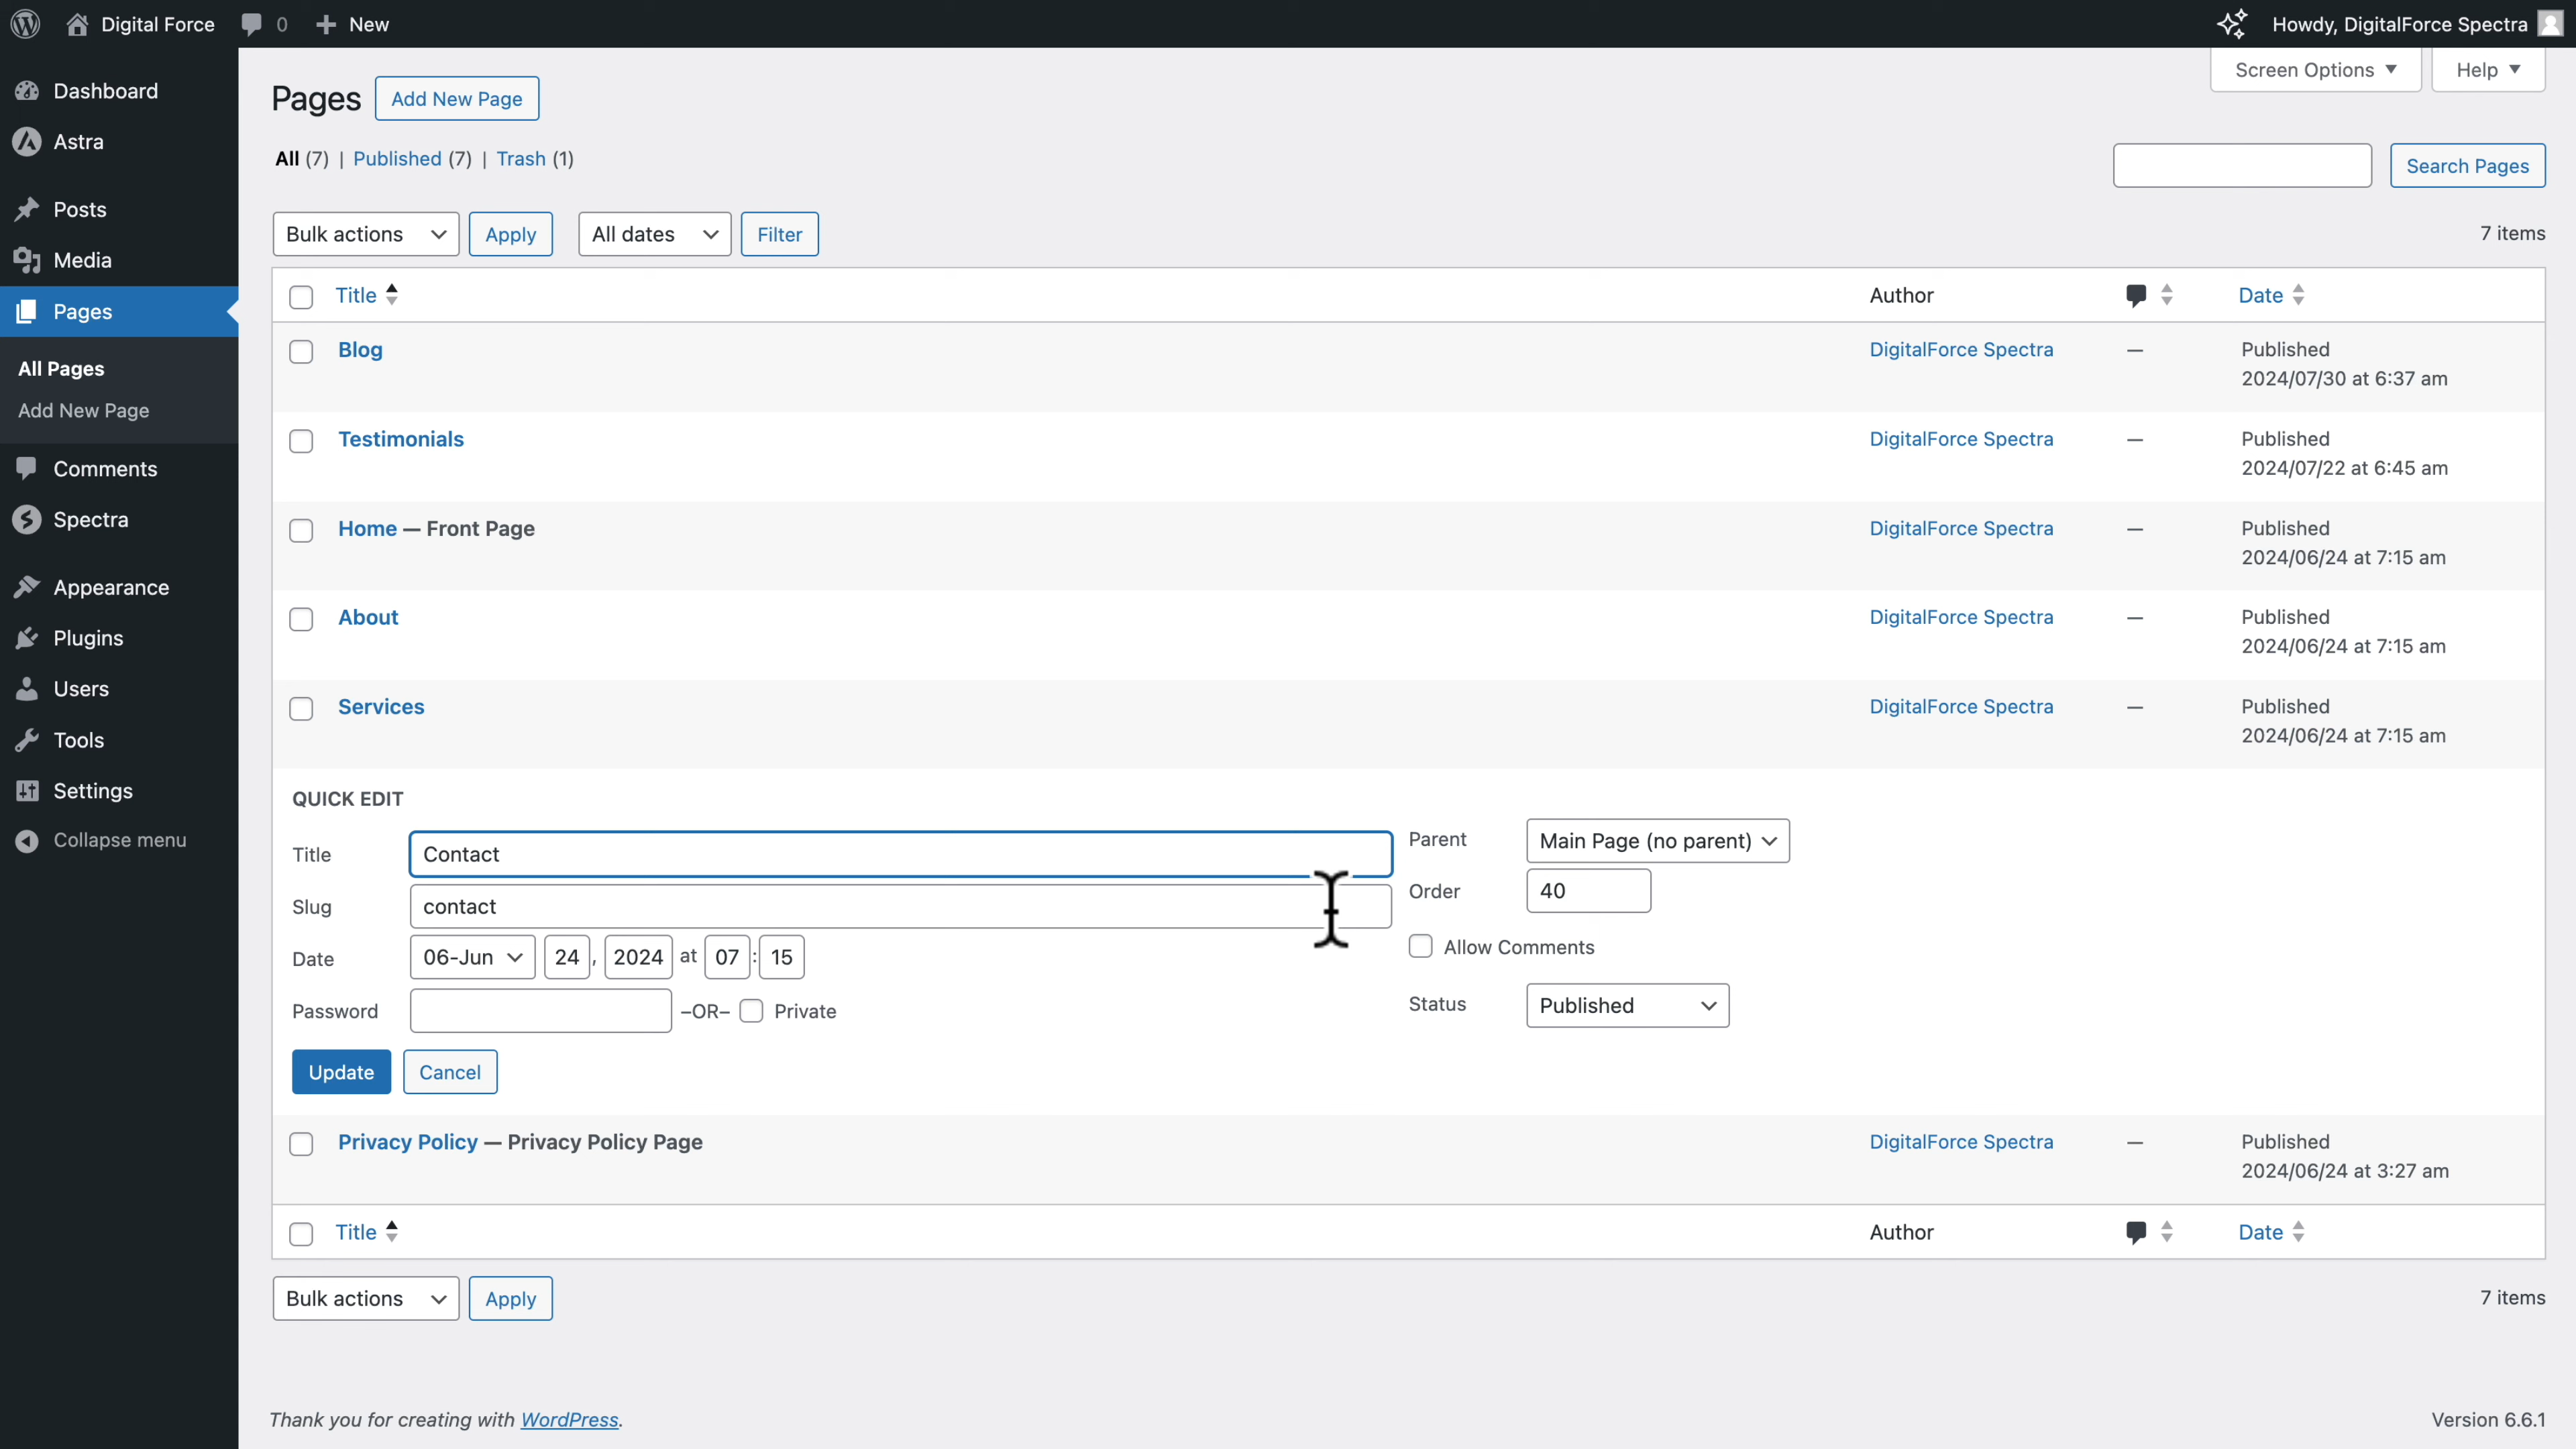 Digital Force 0 New Howdy, DigitalForce Spectra
Dashboard
Astra
Posts
Media
Pages
All Pages
Add New Page
Comments
Spectra
Appearance
Plugins
Users
Tools
Settings
Collapse menu
Screen Options Help
Pages Add New Page
All (7) | Published (7) | Trash (1)
Search Pages
Bulk actions Apply All dates Filter 7 items
Title Author Date
Blog DigitalForce Spectra — Published
2024/07/30 at 6:37 am
Testimonials DigitalForce Spectra — Published
2024/07/22 at 6:45 am
Home — Front Page DigitalForce Spectra — Published
2024/06/24 at 7:15 am
About DigitalForce Spectra — Published
2024/06/24 at 7:15 am
Services DigitalForce Spectra — Published
2024/06/24 at 7:15 am
QUICK EDIT
Title Contact
Slug contact
Date 06-Jun 24, 2024 at 07 : 15
Password –OR– Private
Parent Main Page (no parent)
Order 40
Allow Comments
Status Published
Update Cancel
Privacy Policy — Privacy Policy Page DigitalForce Spectra — Published
2024/06/24 at 3:27 am
Title Author Date
Bulk actions Apply 7 items
Thank you for creating with WordPress. Version 6.6.1